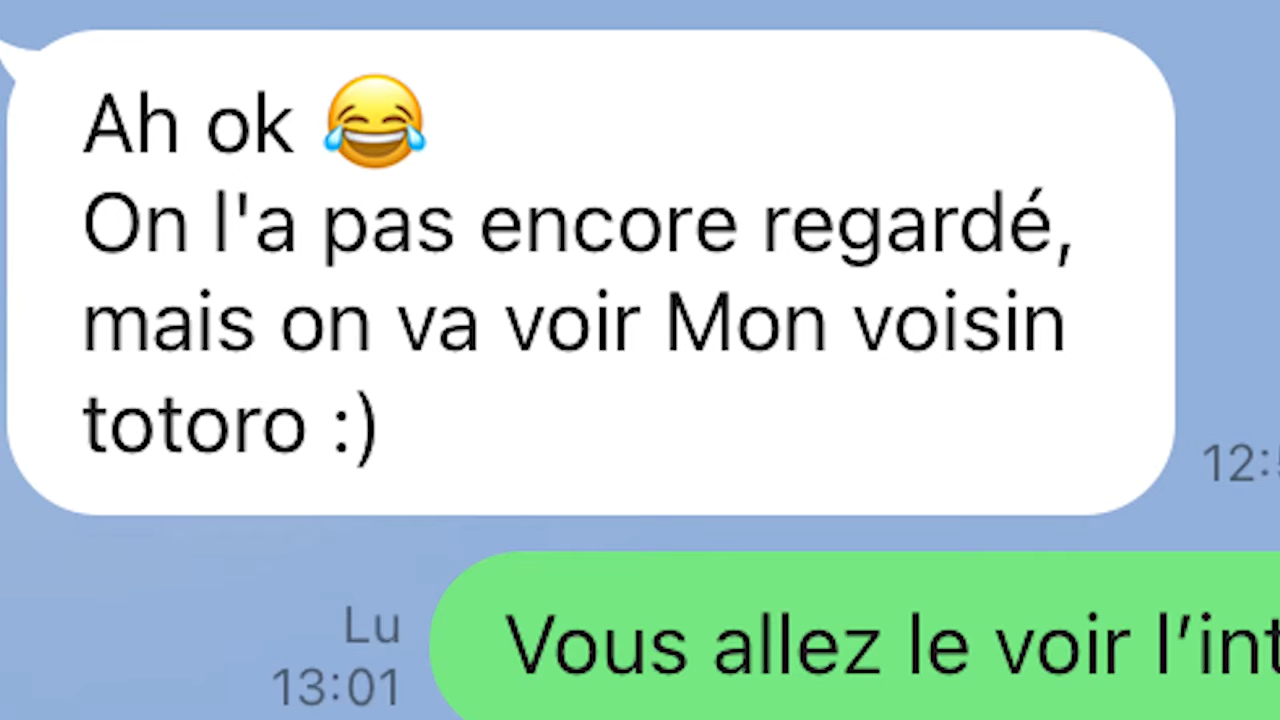 Ah ok 😂
On l'a pas encore regardé,
mais on va voir Mon voisin
totoro :)
Lu
13:01
Vous allez le voir